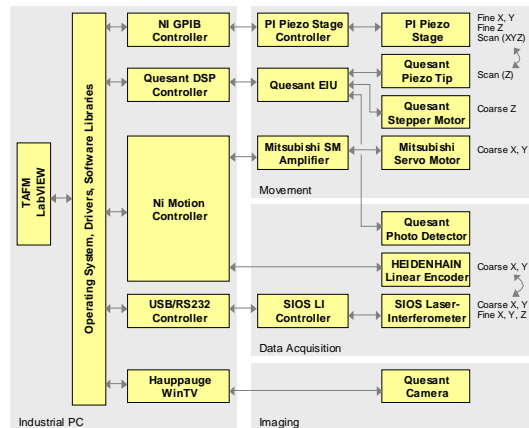 TAFM
LabVIEW
Operating System, Drivers, Software Libraries
NI GPIB
Controller
Quesant DSP
Controller
Ni Motion
Controller
USB/RS232
Controller
Hauppauge
WinTV
Industrial PC
PI Piezo Stage
Controller
PI Piezo
Stage
Fine X, Y
Fine Z
Scan (XYZ)
Quesant EIU
Quesant
Piezo Tip
Scan (Z)
Quesant
Stepper Motor
Coarse Z
Mitsubishi SM
Amplifier
Mitsubishi
Servo Motor
Coarse X, Y
Movement
Quesant
Photo Detector
HEIDENHAIN
Linear Encoder
Coarse X, Y
SIOS LI
Controller
SIOS Laser-
Interferometer
Coarse X, Y
Fine X, Y, Z
Data Acquisition
Quesant
Camera
Imaging